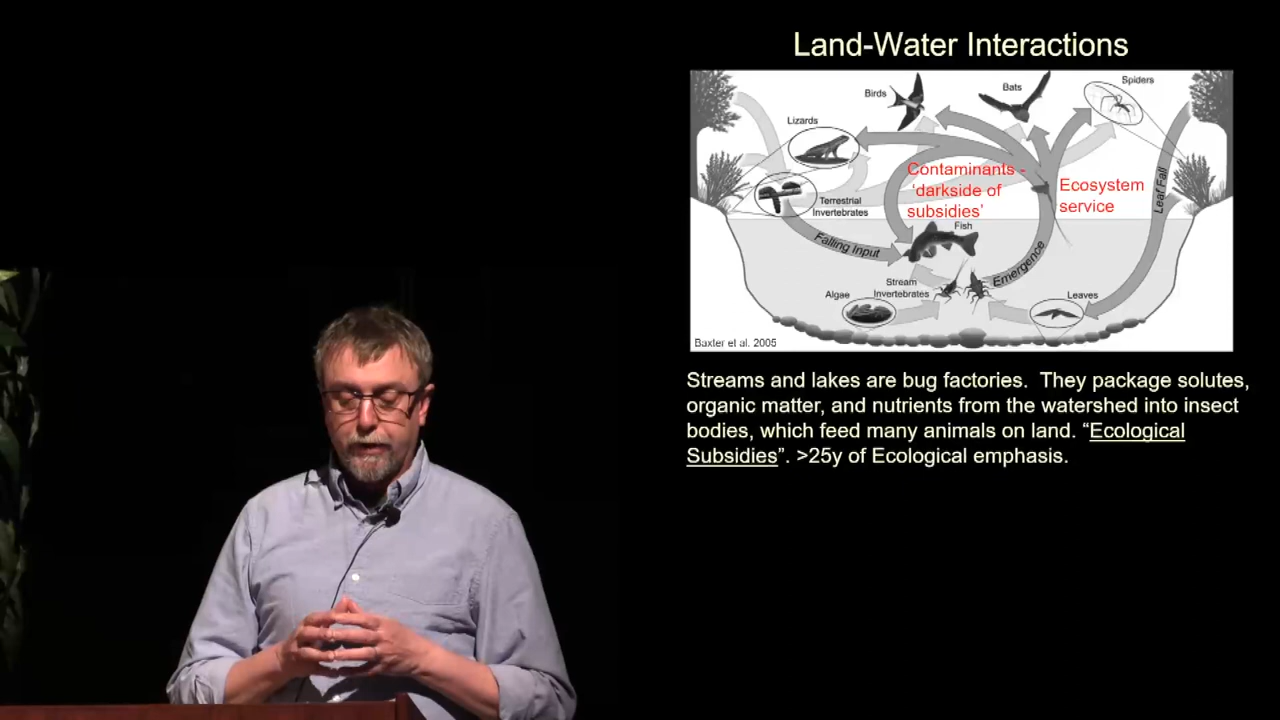 Land-Water Interactions
Birds
Bats
Spiders
Lizards
Contaminants -
‘darkside of
subsidies’
Ecosystem
service
Leaf Fall
Terrestrial
Invertebrates
Falling Input
Fish
Emergence
Stream
Invertebrates
Algae
Leaves
Baxter et al. 2005
Streams and lakes are bug factories.  They package solutes,
organic matter, and nutrients from the watershed into insect
bodies, which feed many animals on land. “Ecological
Subsidies”. >25y of Ecological emphasis.